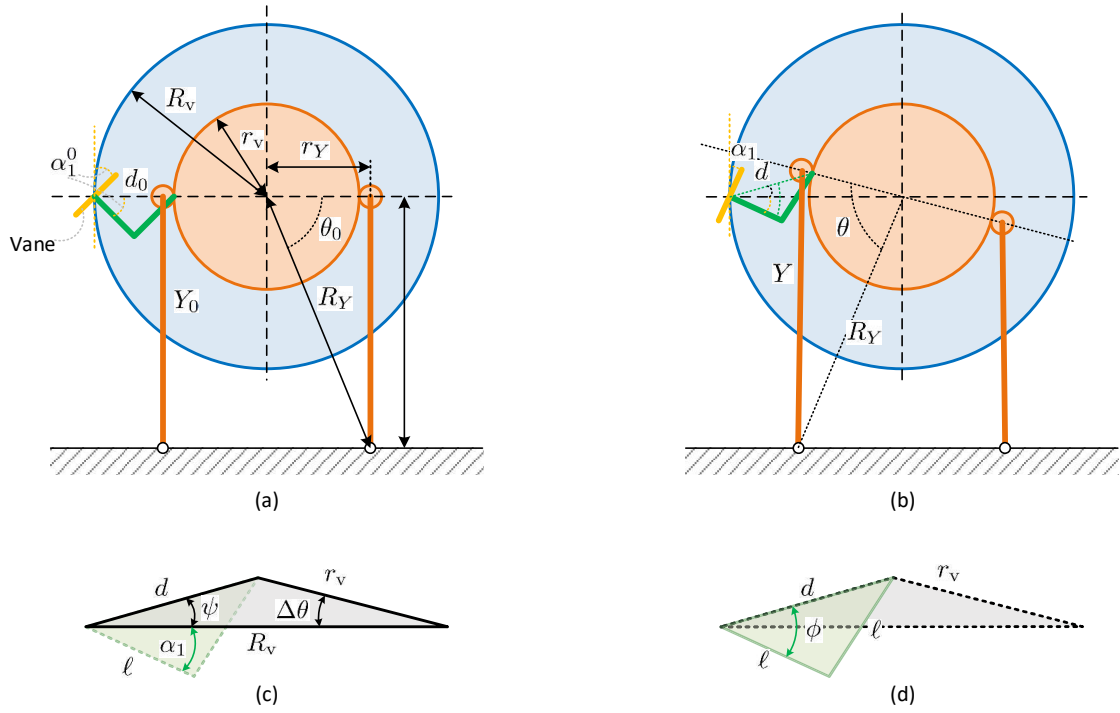 R_v
r_v
r_Y
α_1^0
d_0
Vane
θ_0
Y_0
R_Y
(a)
α_1
d
θ
Y
R_Y
(b)
d
r_v
ψ
Δθ
α_1
R_v
ℓ
(c)
d
r_v
ϕ
ℓ
ℓ
(d)